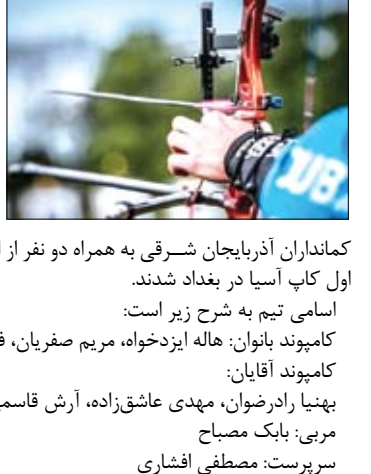 کمانداران آذربایجان شــرقی به همراه دو نفر از
اول کاپ آسیا در بغداد شدند.
اسامی تیم به شرح زیر است:
کامپوند بانوان: هاله ایزدخواه، مریم صفریان،
کامپوند آقایان:
بهنیا رادرضوان، مهدی عاشق‌زاده، آرش
مربی: بابک مصباح
سرپرست: مصطفی افشاری